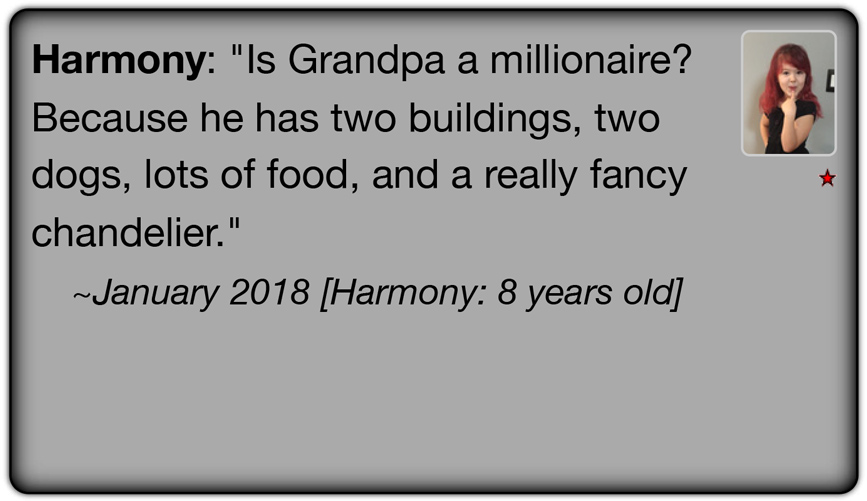 Harmony: "Is Grandpa a millionaire?
Because he has two buildings, two
dogs, lots of food, and a really fancy
chandelier."
~January 2018 [Harmony: 8 years old]